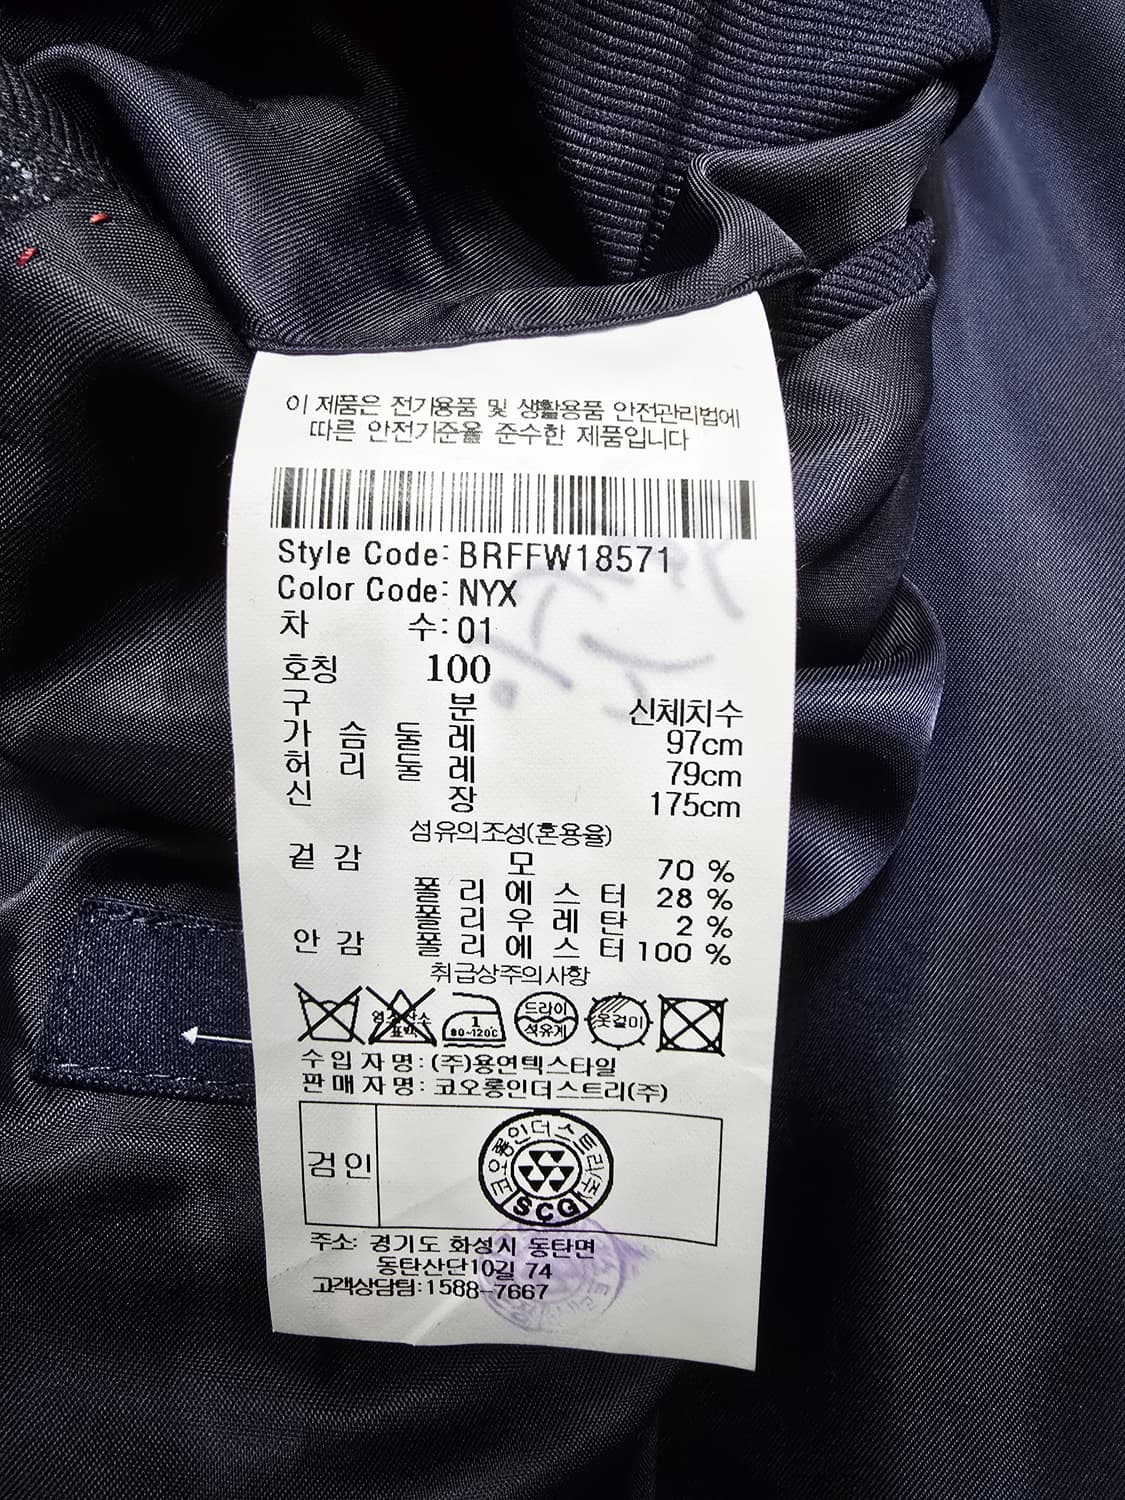 이 제품은 전기용품 및 생활용품 안전관리법에
따른 안전기준을 준수한 제품입니다
Style Code: BRFFW18571
Color Code: NYX
차 수: 01
호칭 100
구 분 신체치수
가 슴 둘 레 97cm
허 리 둘 레 79cm
신 장 175cm
섬유의조성(혼용율)
겉 감 모 70 %
폴 리 에 스 터 28 %
폴 리 우 레 탄 2 %
안 감 폴 리 에 스 터 100 %
취급상주의사항
염소산소 표백
1 80~120℃
드라이 석유계
옷걸이
수 입 자 명: (주)용연텍스타일
판 매 자 명: 코오롱인더스트리(주)
검인
코오롱인더스트리(주)
SCG
주소: 경기도 화성시 동탄면
동탄산단10길 74
고객상담팀:1588-7667